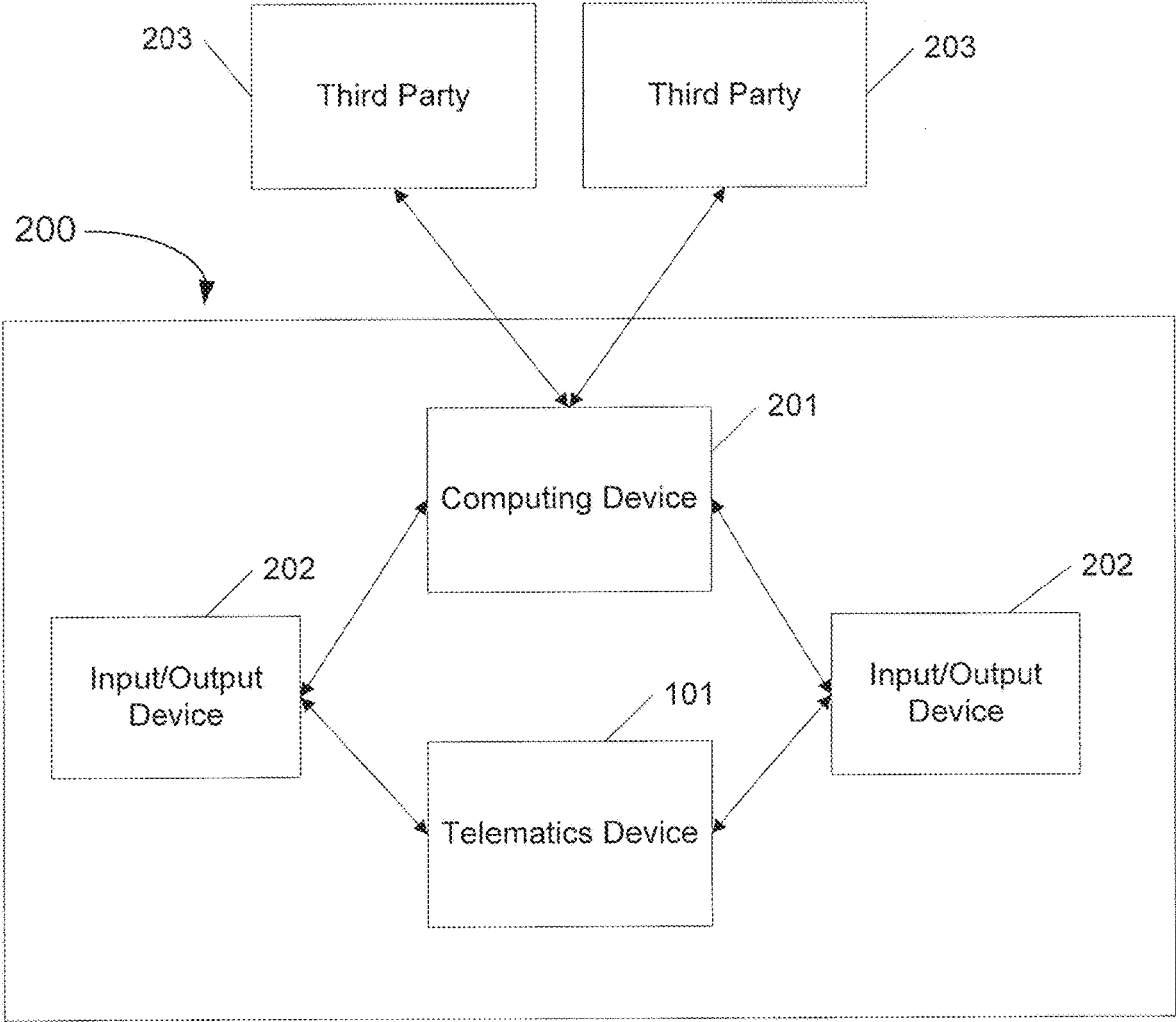 203
Third Party
203
Third Party
200
201
Computing Device
202
Input/Output
Device
202
Input/Output
Device
101
Telematics Device